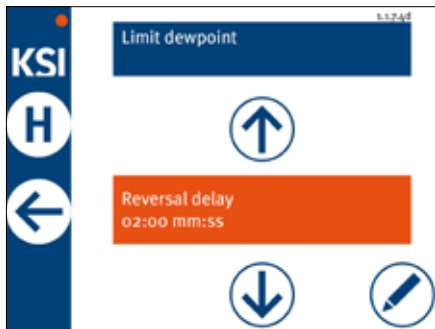 1.1.7.4d
Limit dewpoint
KSI
H
Reversal delay
02:00 mm:ss